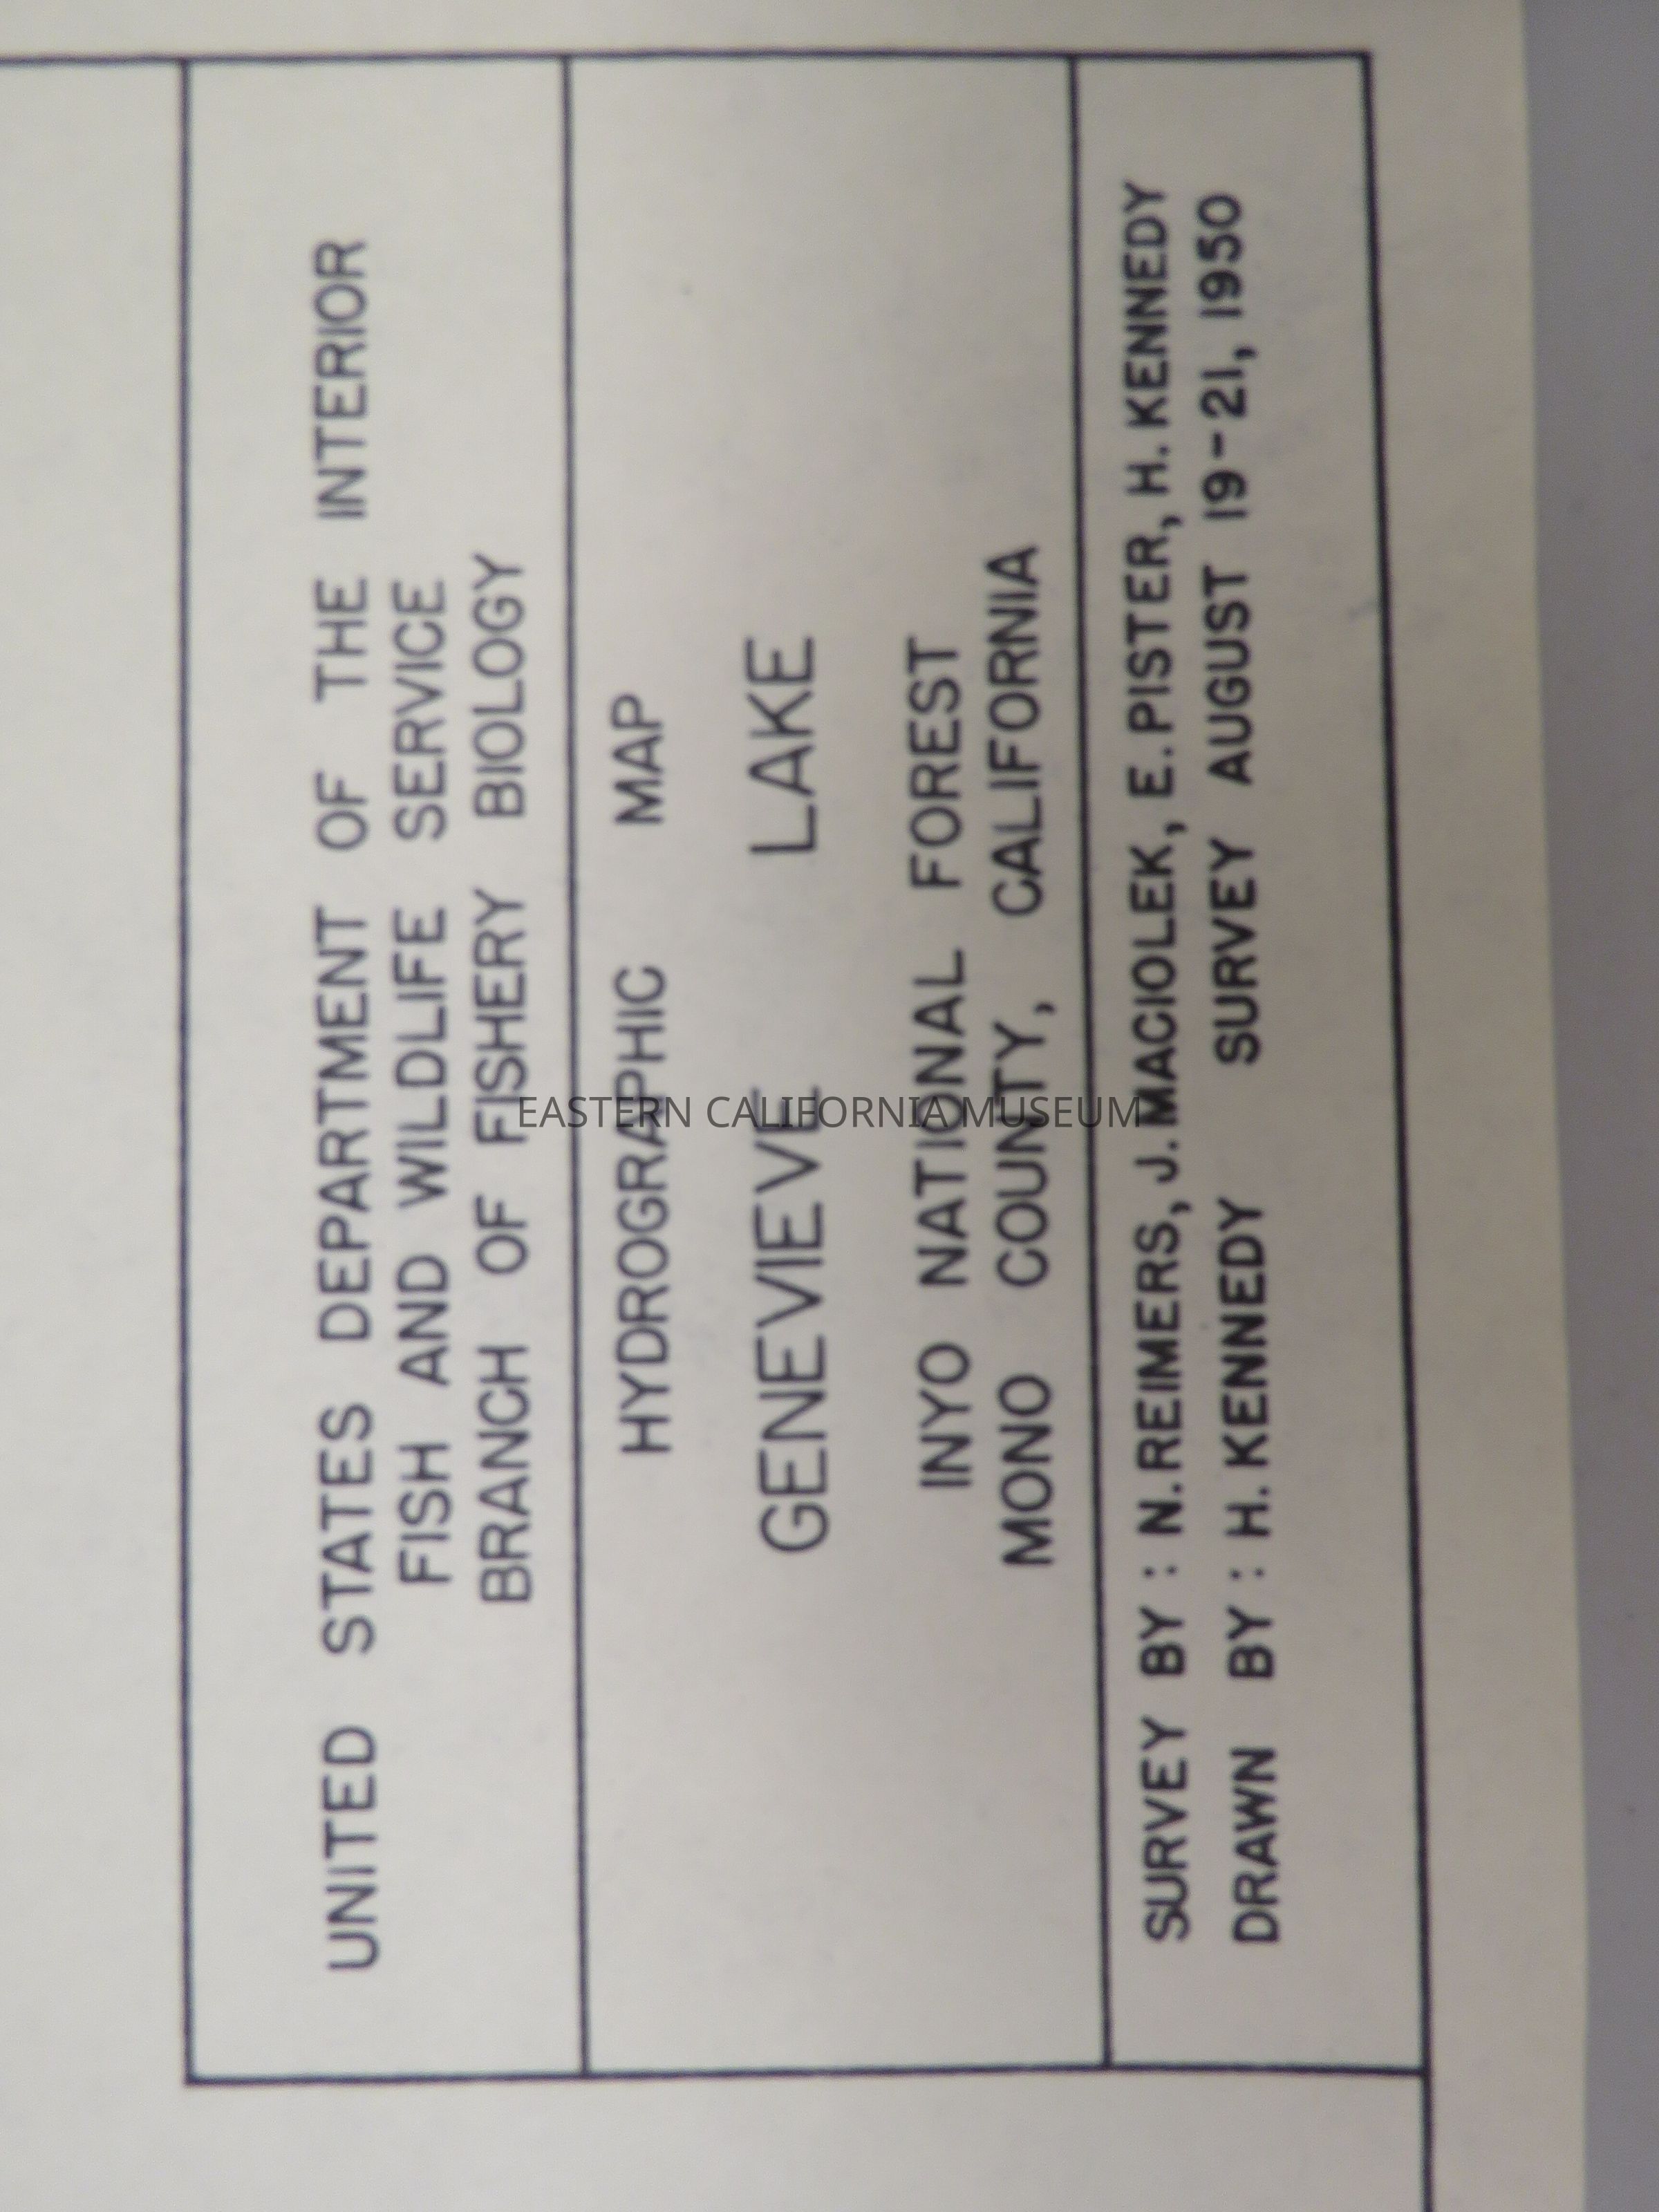 UNITED STATES DEPARTMENT OF THE INTERIOR
FISH AND WILDLIFE SERVICE
BRANCH OF FISHERY BIOLOGY
HYDROGRAPHIC MAP
GENEVIEVE LAKE
INYO NATIONAL FOREST
MONO COUNTY, CALIFORNIA
SURVEY BY : N. REIMERS, J. MACIOLEK, E. PISTER, H. KENNEDY
DRAWN BY : H. KENNEDY SURVEY AUGUST 19-21, 1950
EASTERN CALIFORNIA MUSEUM